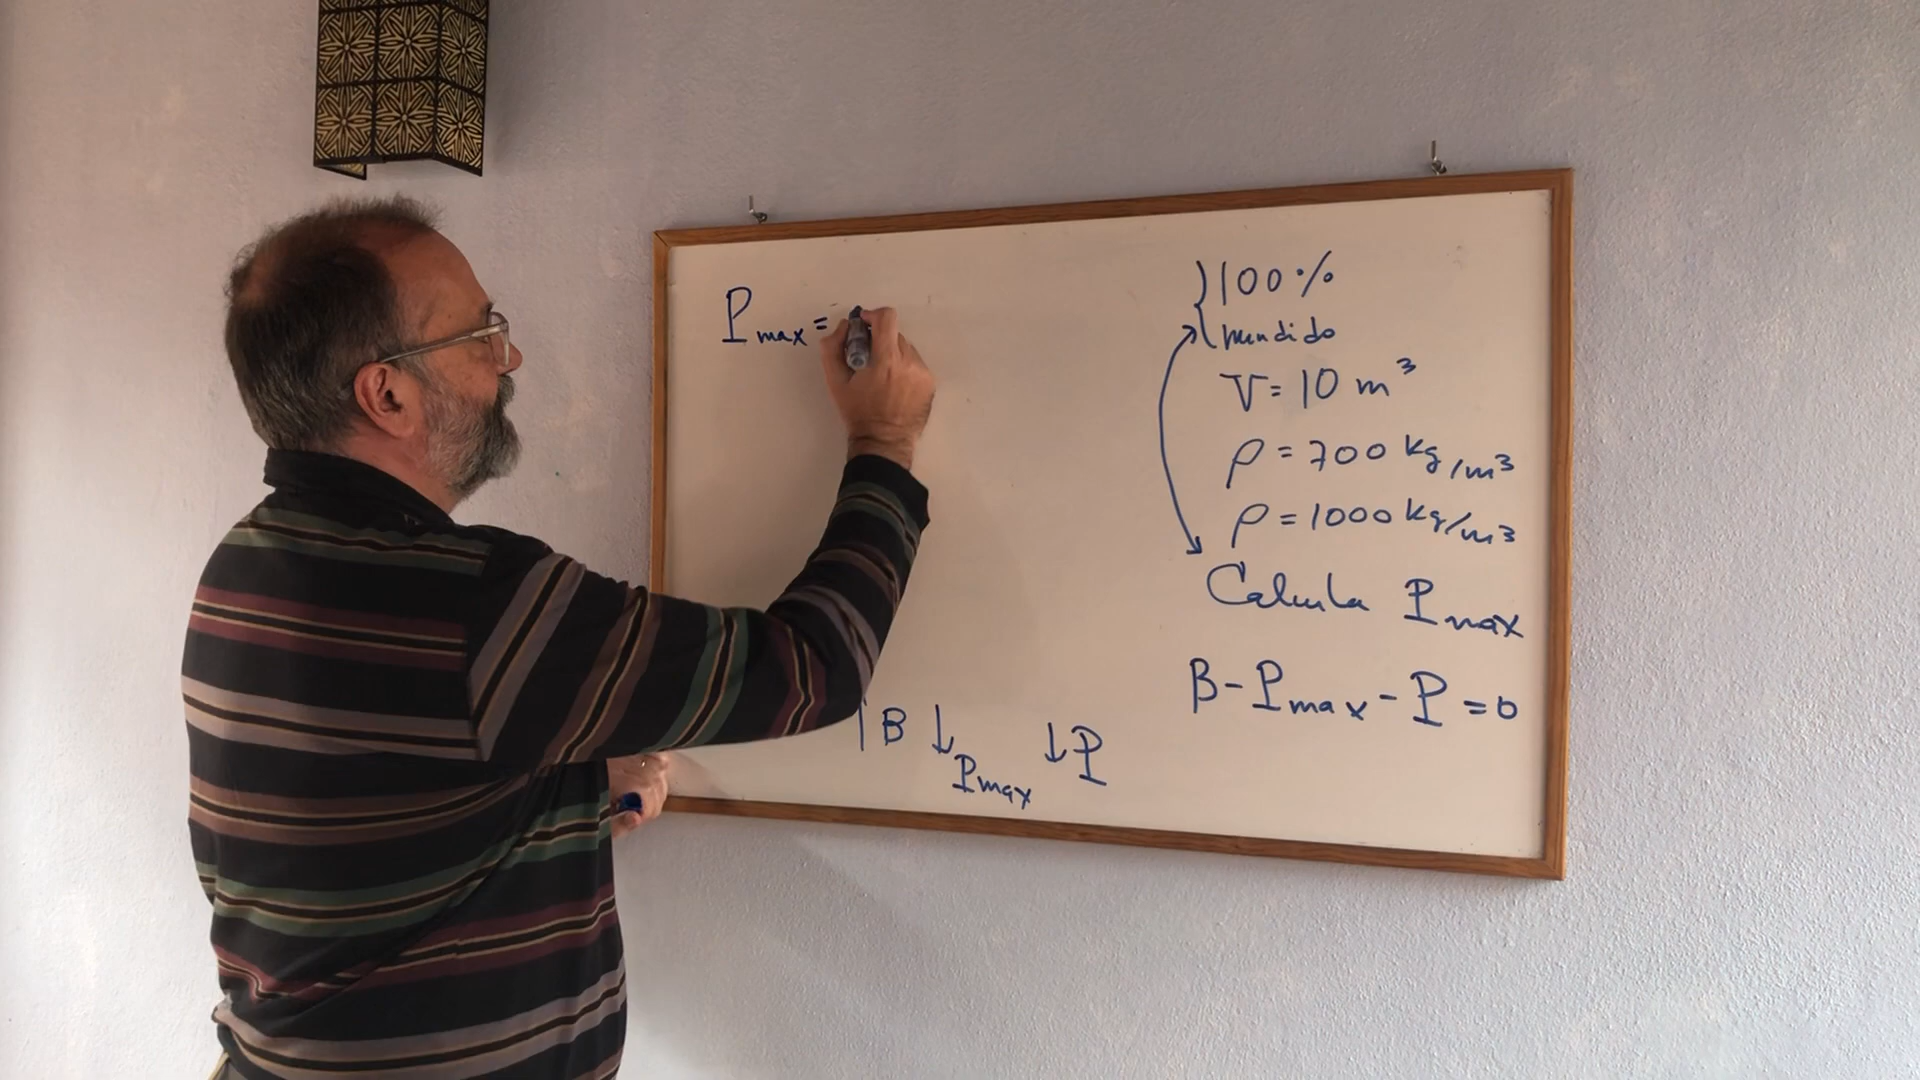 Pmax =
100%
hundido
V = 10 m³
ρ = 700 kg/m³
ρ = 1000 kg/m³
Calcula Pmax
B - Pmax - P = 0
B ↓Pmax ↓P